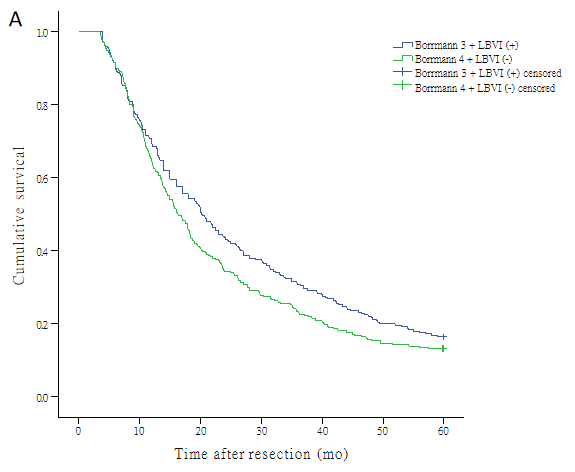 A
Borrmann 3 + LBVI (+)
Borrmann 4 + LBVI (-)
Borrmann 3 + LBVI (+) censored
Borrmann 4 + LBVI (-) censored
Cumulative survical
1.0
0.8
0.6
0.4
0.2
0.0
0 10 20 30 40 50 60
Time after resection (mo)